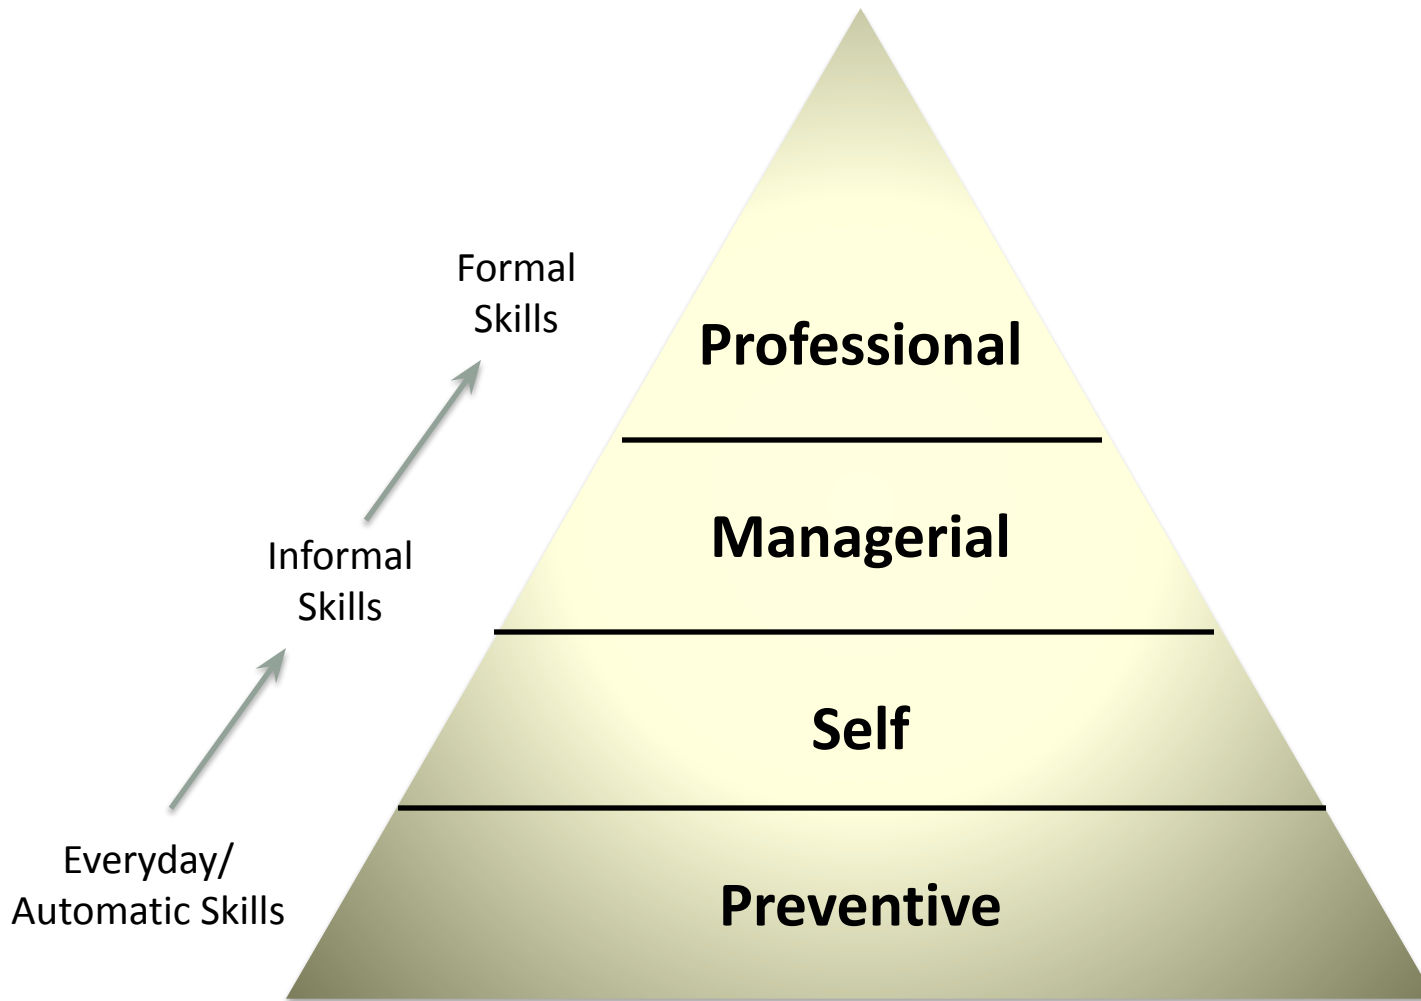 Formal
Skills
Professional
Informal
Skills
Managerial
Self
Everyday/
Automatic Skills
Preventive